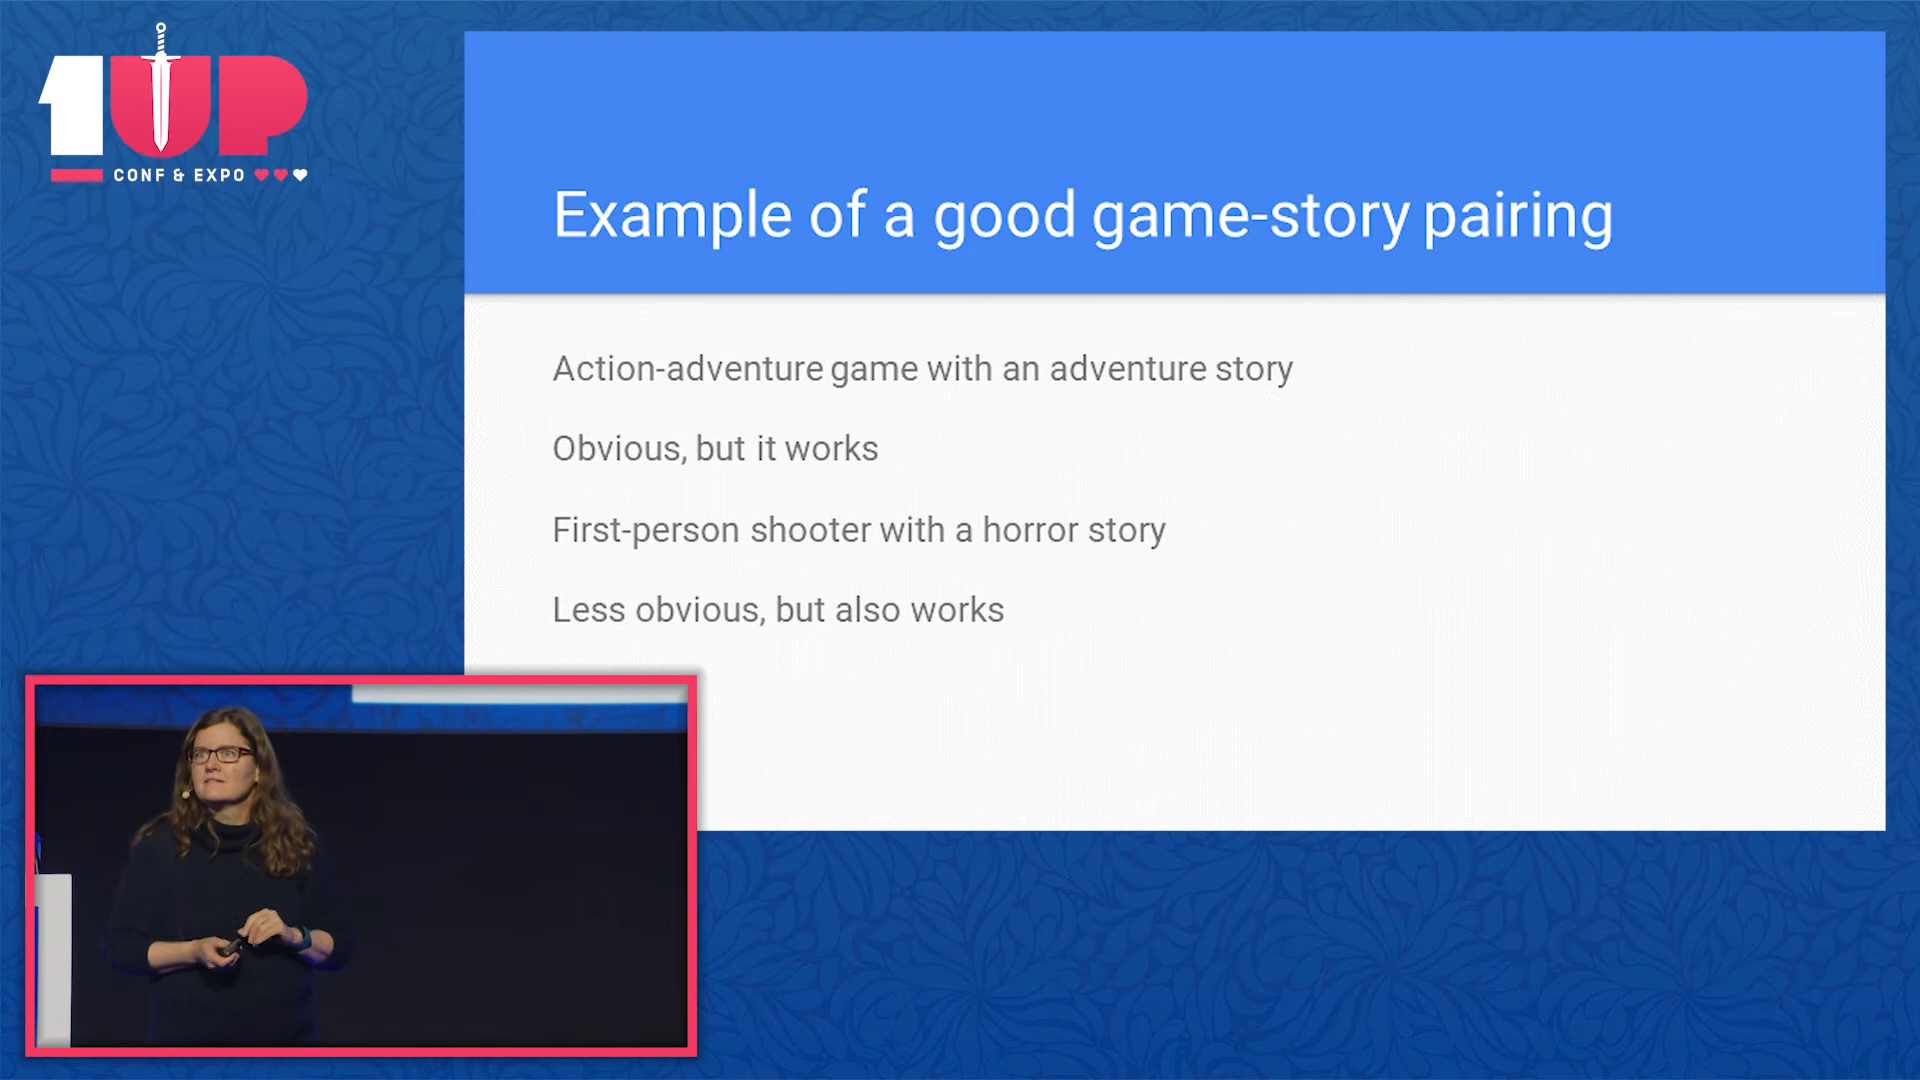 1UP
CONF & EXPO
Example of a good game-story pairing
Action-adventure game with an adventure story
Obvious, but it works
First-person shooter with a horror story
Less obvious, but also works